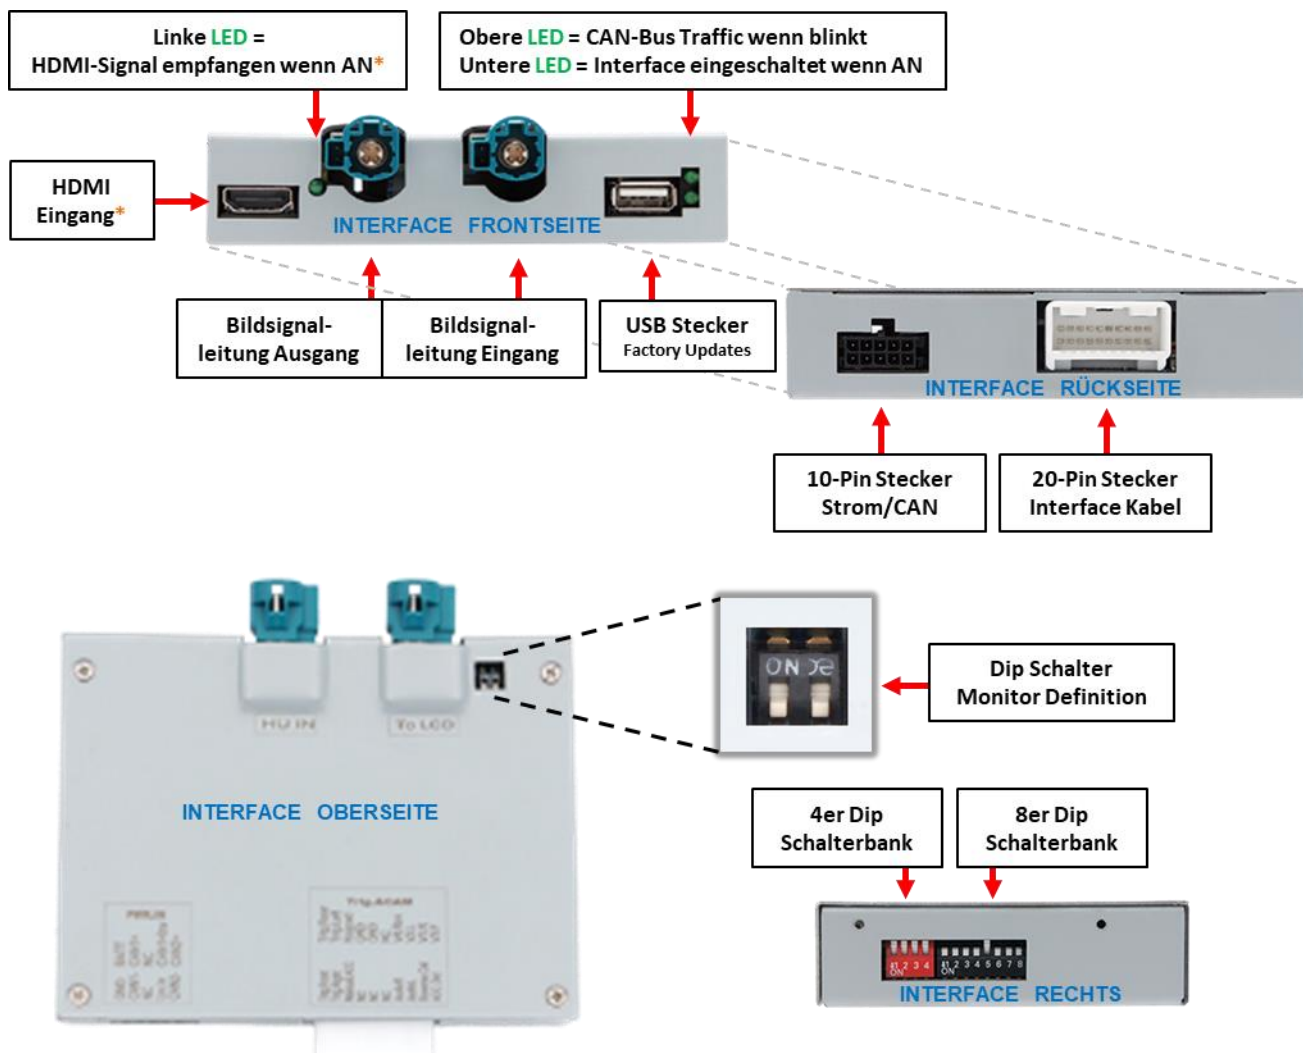 Linke LED =
HDMI-Signal empfangen wenn AN*
Obere LED = CAN-Bus Traffic wenn blinkt
Untere LED = Interface eingeschaltet wenn AN
HDMI
Eingang*
INTERFACE FRONTSEITE
Bildsignal-
leitung Ausgang
Bildsignal-
leitung Eingang
USB Stecker
Factory Updates
INTERFACE RÜCKSEITE
10-Pin Stecker
Strom/CAN
20-Pin Stecker
Interface Kabel
HU IN
To LCD
ON
Dip Schalter
Monitor Definition
INTERFACE OBERSEITE
4er Dip
Schalterbank
8er Dip
Schalterbank
1 2 3 4
ON
1 2 3 4 5 6 7 8
ON
INTERFACE RECHTS